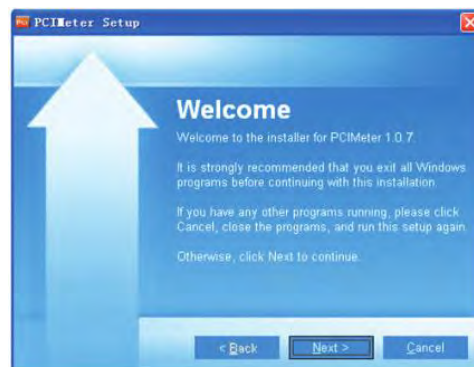 PCI PCIMeter Setup
Welcome
Welcome to the installer for PCIMeter 1.0.7.
It is strongly recommended that you exit all Windows
programs before continuing with this installation.
If you have any other programs running, please click
Cancel, close the programs, and run this setup again.
Otherwise, click Next to continue.
< Back Next > Cancel